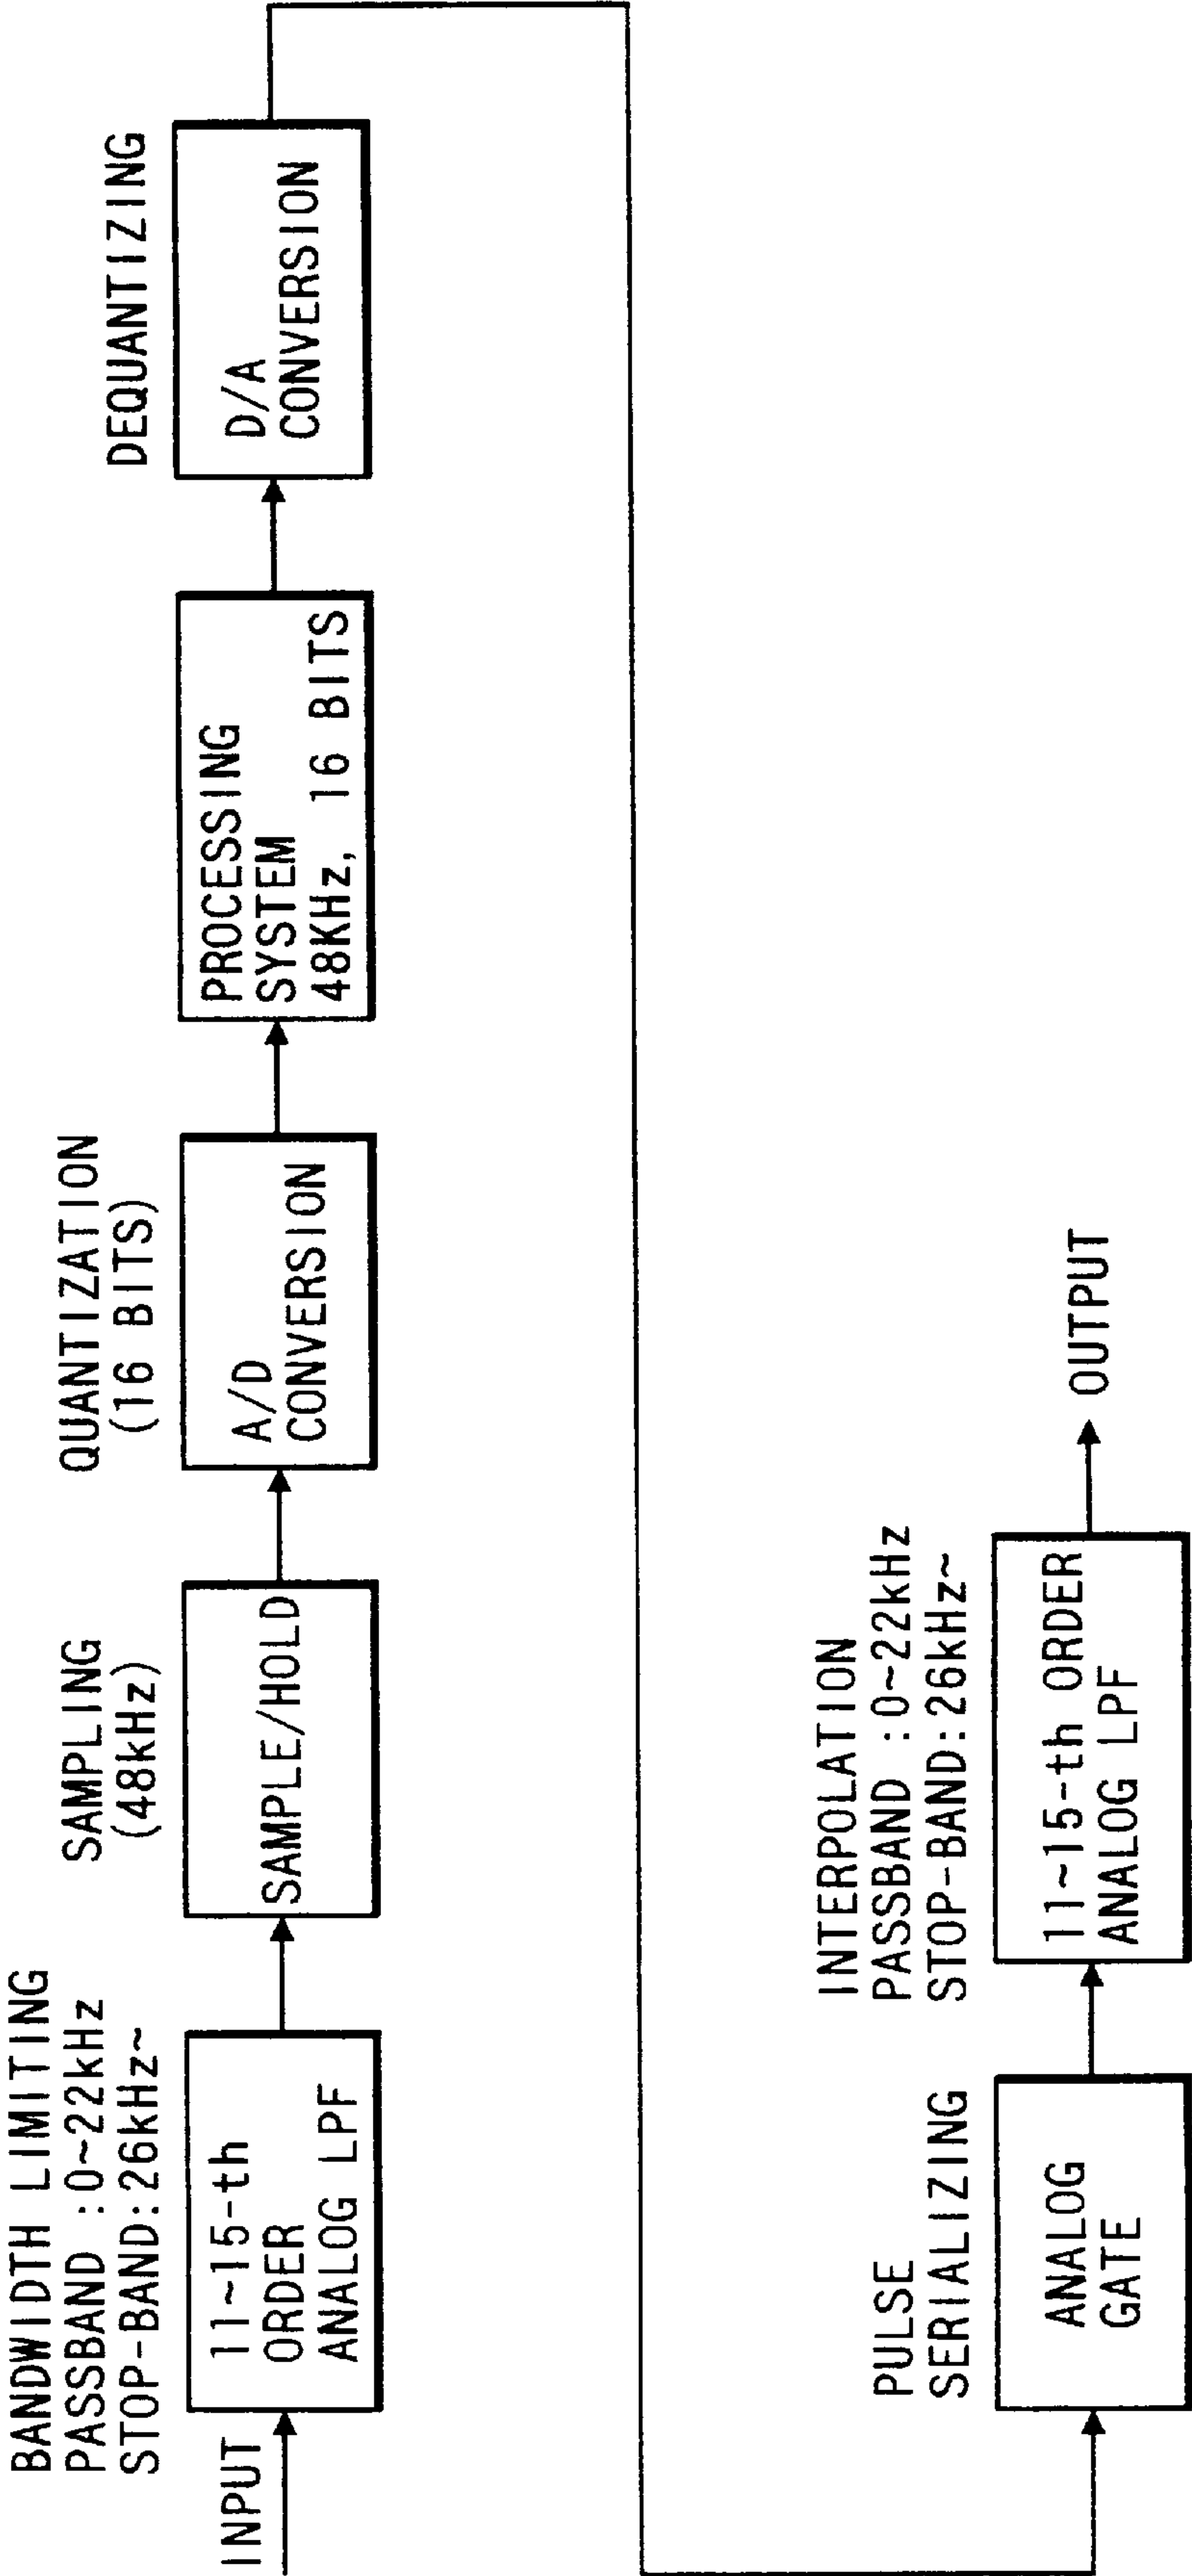 BANDWIDTH LIMITING
PASSBAND :0~22kHz
STOP-BAND:26kHz~
INPUT
11~15-th
ORDER
ANALOG LPF
SAMPLING
(48kHz)
SAMPLE/HOLD
QUANTIZATION
(16 BITS)
A/D
CONVERSION
PROCESSING
SYSTEM
48KHz, 16 BITS
DEQUANTIZING
D/A
CONVERSION
PULSE
SERIALIZING
ANALOG
GATE
INTERPOLATION
PASSBAND :0~22kHz
STOP-BAND:26kHz~
11~15-th ORDER
ANALOG LPF
OUTPUT